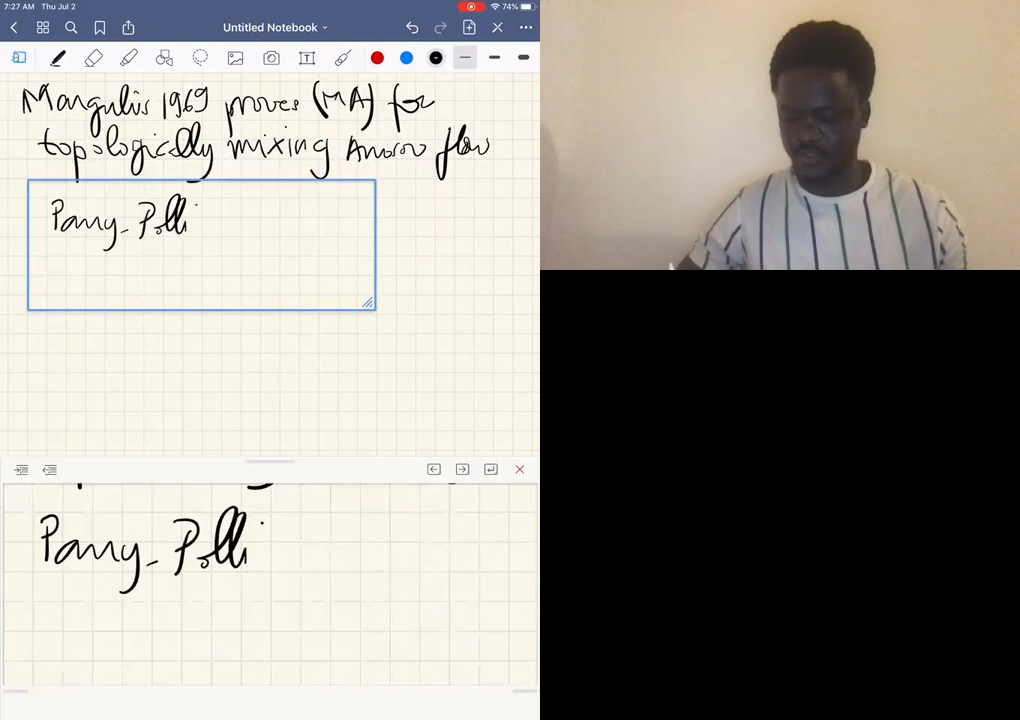 7:27 AM Thu Jul 2
74%
Untitled Notebook
Margulis 1969 proves (MA) for
topologically mixing Anosov flow
Parry-Polli
Parry-Polli